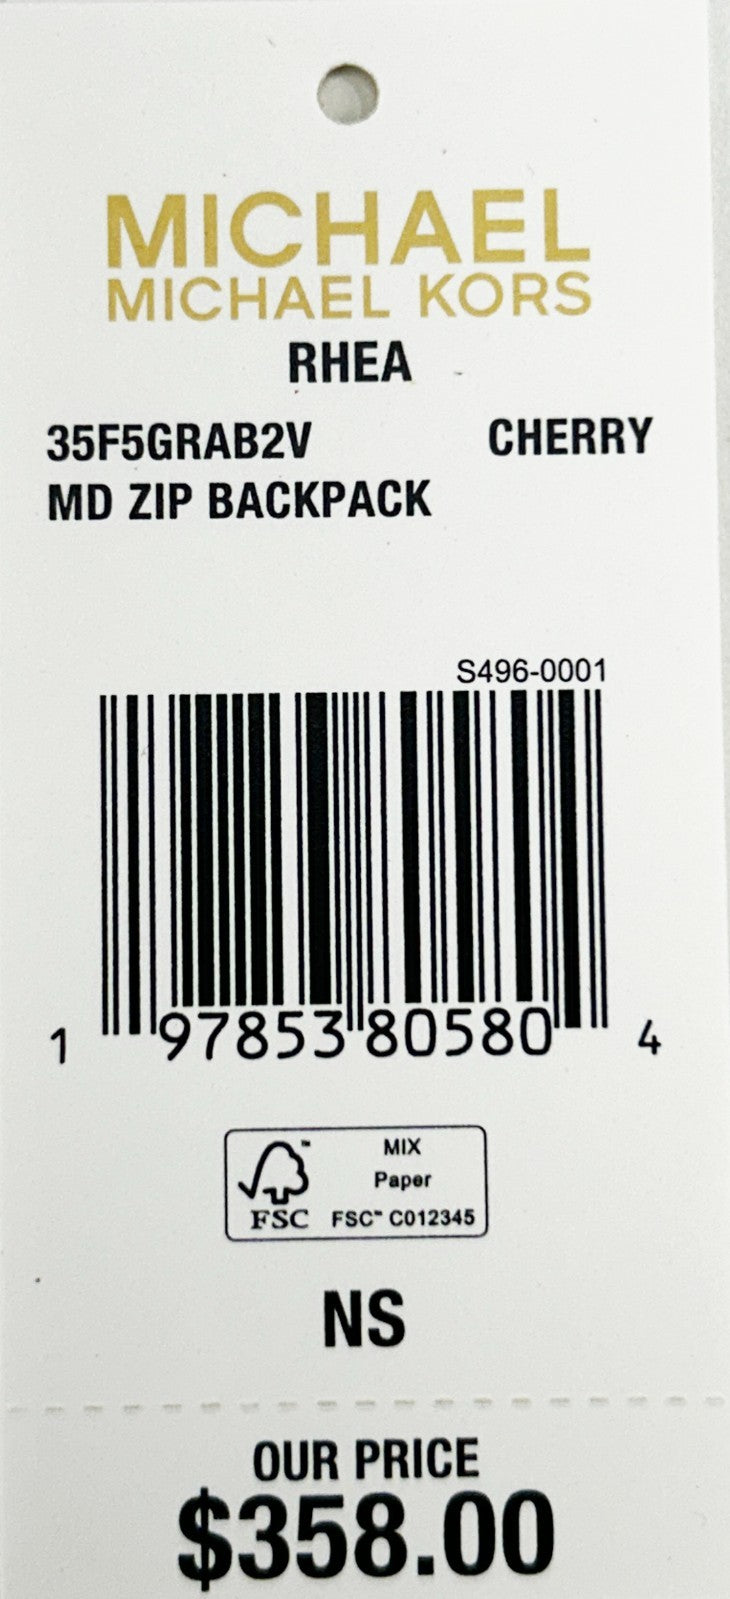 MICHAEL
MICHAEL KORS
RHEA
35F5GRAB2V CHERRY
MD ZIP BACKPACK
S496-0001
1 97853 80580 4
MIX
Paper
FSC™ C012345
™
FSC
NS
OUR PRICE
$358.00